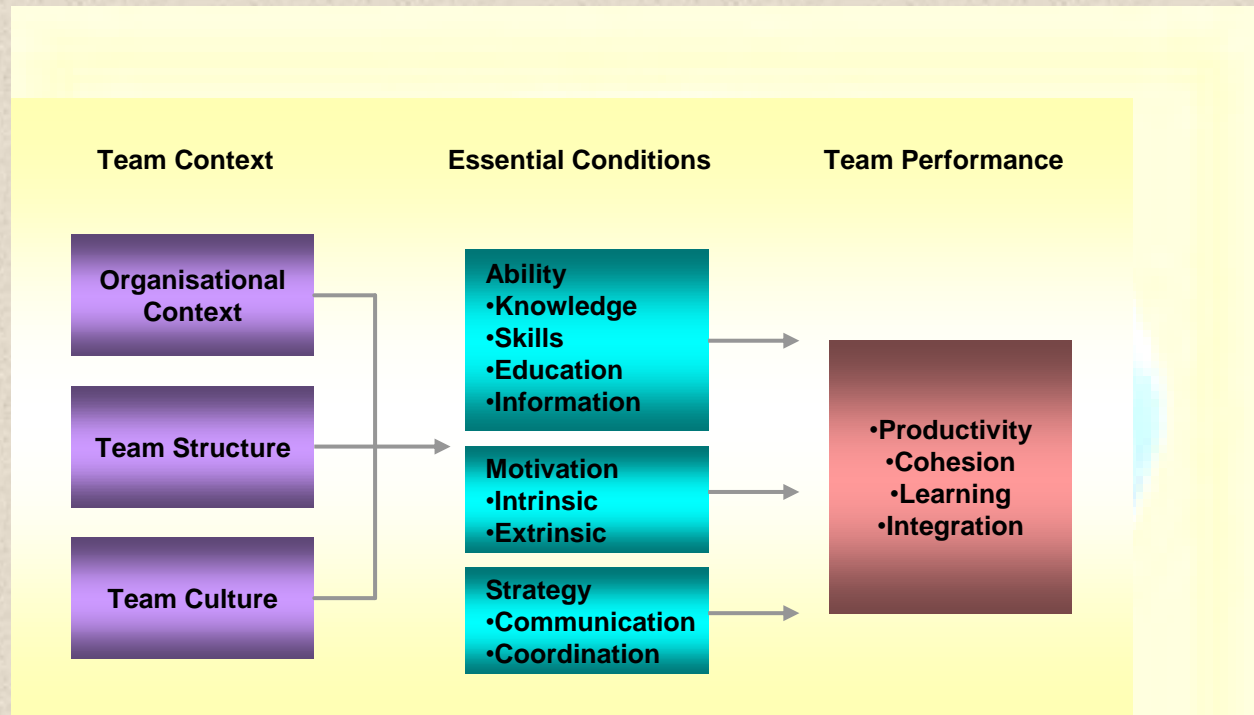 Team Context
Essential Conditions
Team Performance
Organisational
Context
Team Structure
Team Culture
Ability
•Knowledge
•Skills
•Education
•Information
Motivation
•Intrinsic
•Extrinsic
Strategy
•Communication
•Coordination
•Productivity
•Cohesion
•Learning
•Integration